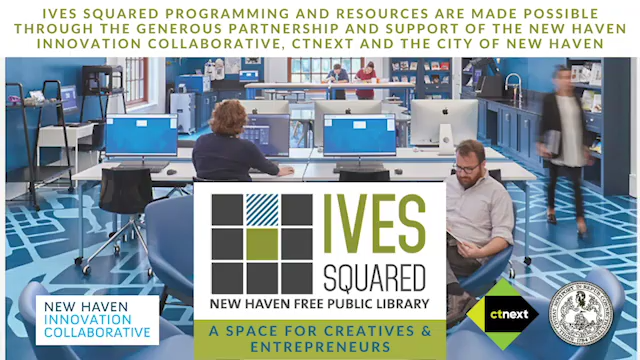 IVES SQUARED PROGRAMMING AND RESOURCES ARE MADE POSSIBLE
THROUGH THE GENEROUS PARTNERSHIP AND SUPPORT OF THE NEW HAVEN
INNOVATION COLLABORATIVE, CTNEXT AND THE CITY OF NEW HAVEN
IVES
SQUARED
NEW HAVEN FREE PUBLIC LIBRARY
A SPACE FOR CREATIVES &
ENTREPRENEURS
NEW HAVEN
INNOVATION
COLLABORATIVE
ctnext